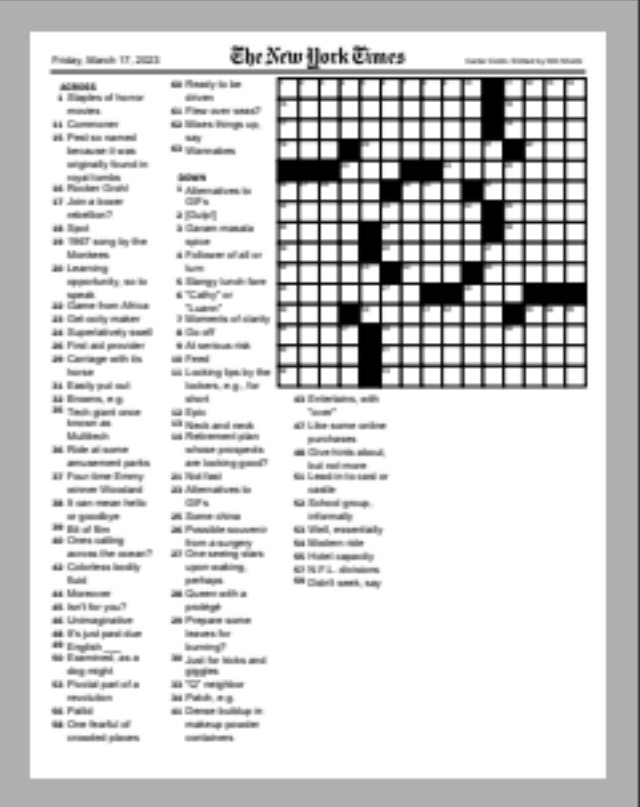 Friday, March 17, 2023
The New York Times
ACROSS
1 Staples of horror
movies
11 Commoner
15 Pest so named
because it was
originally found in
royal tombs
16 Rocker Grohl
17 Join a boxer
rebellion?
18 Spot
19 1967 song by the
Monkees
20 Learning
opportunity, so to
speak
22 Game from Africa
23 Get-outy maker
24 Superlatively swell
26 First aid provider
29 Carriage with its
horse
31 Easily put out
32 Browns, e.g.
35 Tech giant once
known as
Multitech
36 Ride at some
amusement parks
37 Four-time Emmy
winner Woodard
38 It can mean hello
or goodbye
39 Bit of film
40 Ones calling
across the ocean?
42 Colorless bodily
fluid
44 Moreover
45 Isn't for you?
46 Unimaginative
48 It's just past due
49 English ___
50 Examined, as a
dog might
53 Pivotal part of a
revolution
56 Pallid
58 One fearful of
crowded places
60 Ready to be
driven
61 Flew over seas?
62 Mixes things up,
say
63 Wannabes
DOWN
1 Alternatives to
GIFs
2 [Gulp!]
3 Garam masala
spice
4 Follower of all or
turn
5 Slangy lunch fare
6 "Cathy" or
"Luann"
7 Moments of clarity
8 Go off
9 At serious risk
10 Feed
11 Locking lips by the
lockers, e.g., for
short
12 Epic
13 Neck and neck
14 Retirement plan
whose prospects
are looking good?
21 Not fast
23 Alternatives to
GIFs
25 Some china
26 Possible souvenir
from a surgery
27 One seeing stars
upon waking,
perhaps
28 Queen with a
protégé
29 Prepare some
leaves for
burning?
30 Just for kicks and
giggles
33 "O" neighbor
34 Patch, e.g.
41 Dense buildup in
makeup powder
containers
43 Entertains, with
"over"
47 Like some online
purchases
48 Give hints about,
but not more
51 Lead-in to cast or
castle
52 School group,
informally
53 Well, essentially
54 Modern ride
55 Hotel capacity
57 N.F.L. divisions
59 Didn't week, say